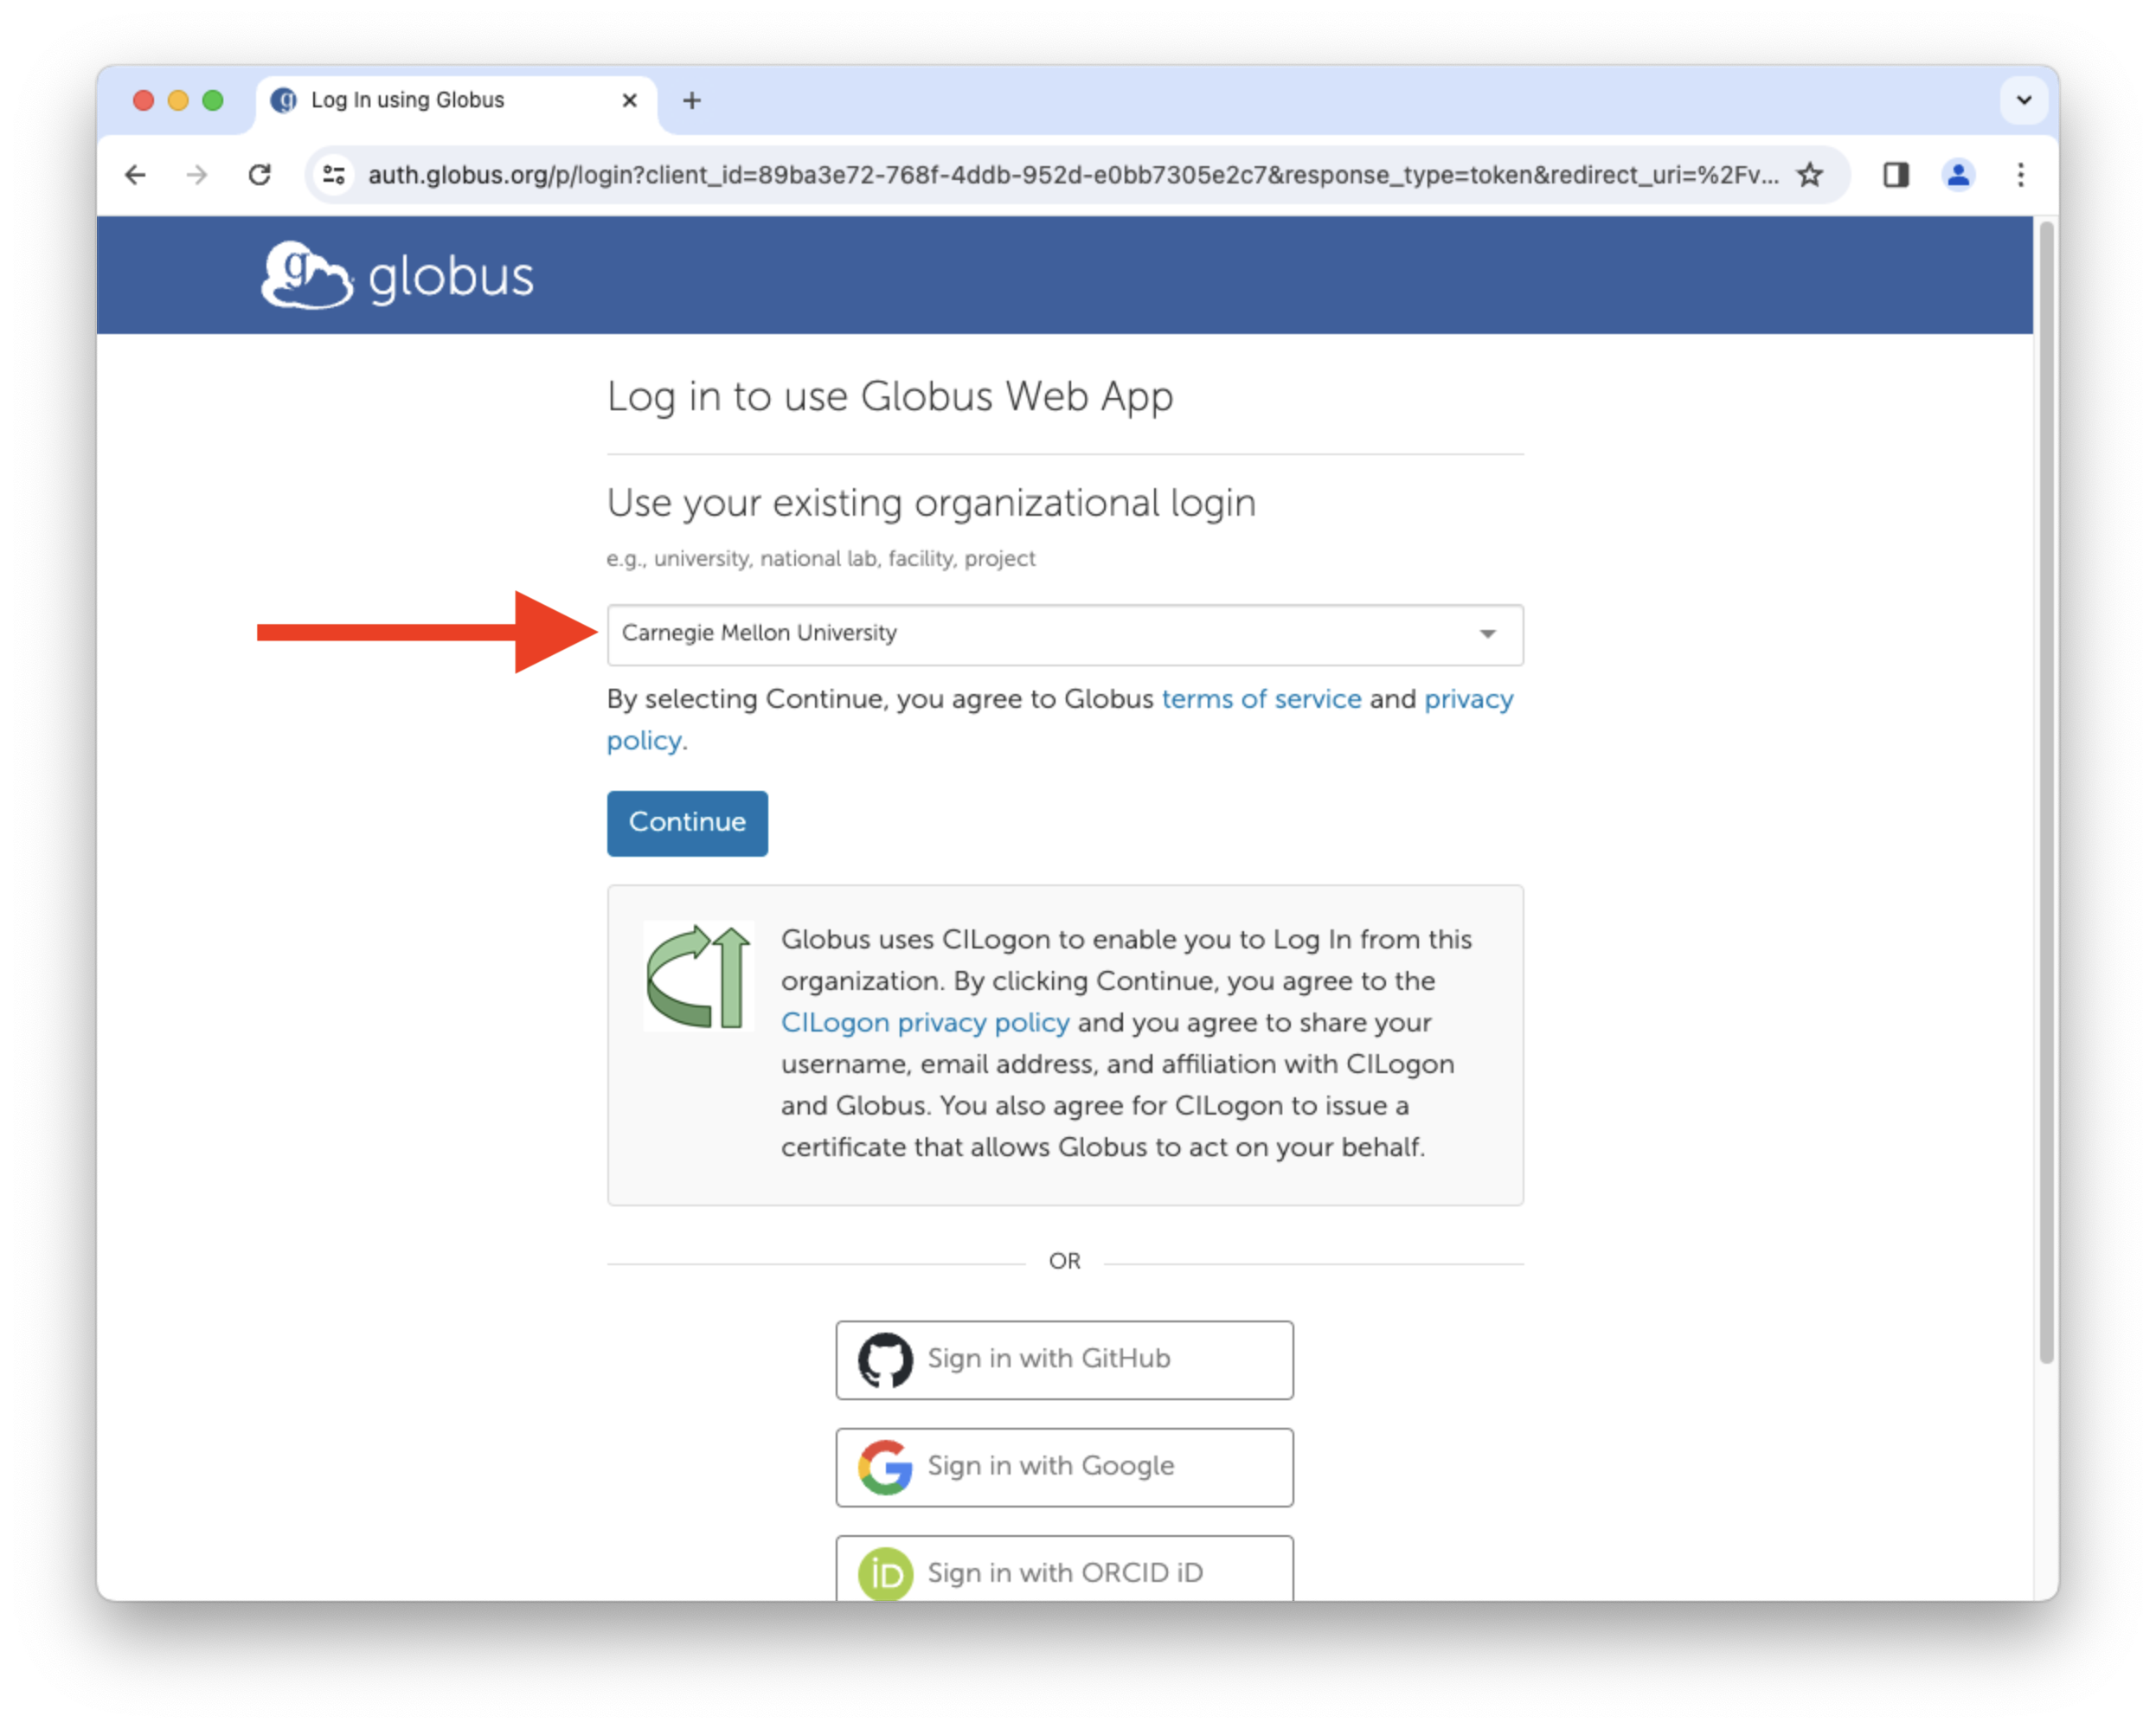 Log In using Globus
auth.globus.org/p/login?client_id=89ba3e72-768f-4ddb-952d-e0bb7305e2c7&response_type=token&redirect_uri=%2Fv...
globus
Log in to use Globus Web App
Use your existing organizational login
e.g., university, national lab, facility, project
Carnegie Mellon University
By selecting Continue, you agree to Globus terms of service and privacy
policy.
Continue
Globus uses CILogon to enable you to Log In from this
organization. By clicking Continue, you agree to the
CILogon privacy policy and you agree to share your
username, email address, and affiliation with CILogon
and Globus. You also agree for CILogon to issue a
certificate that allows Globus to act on your behalf.
OR
Sign in with GitHub
Sign in with Google
iD Sign in with ORCID iD